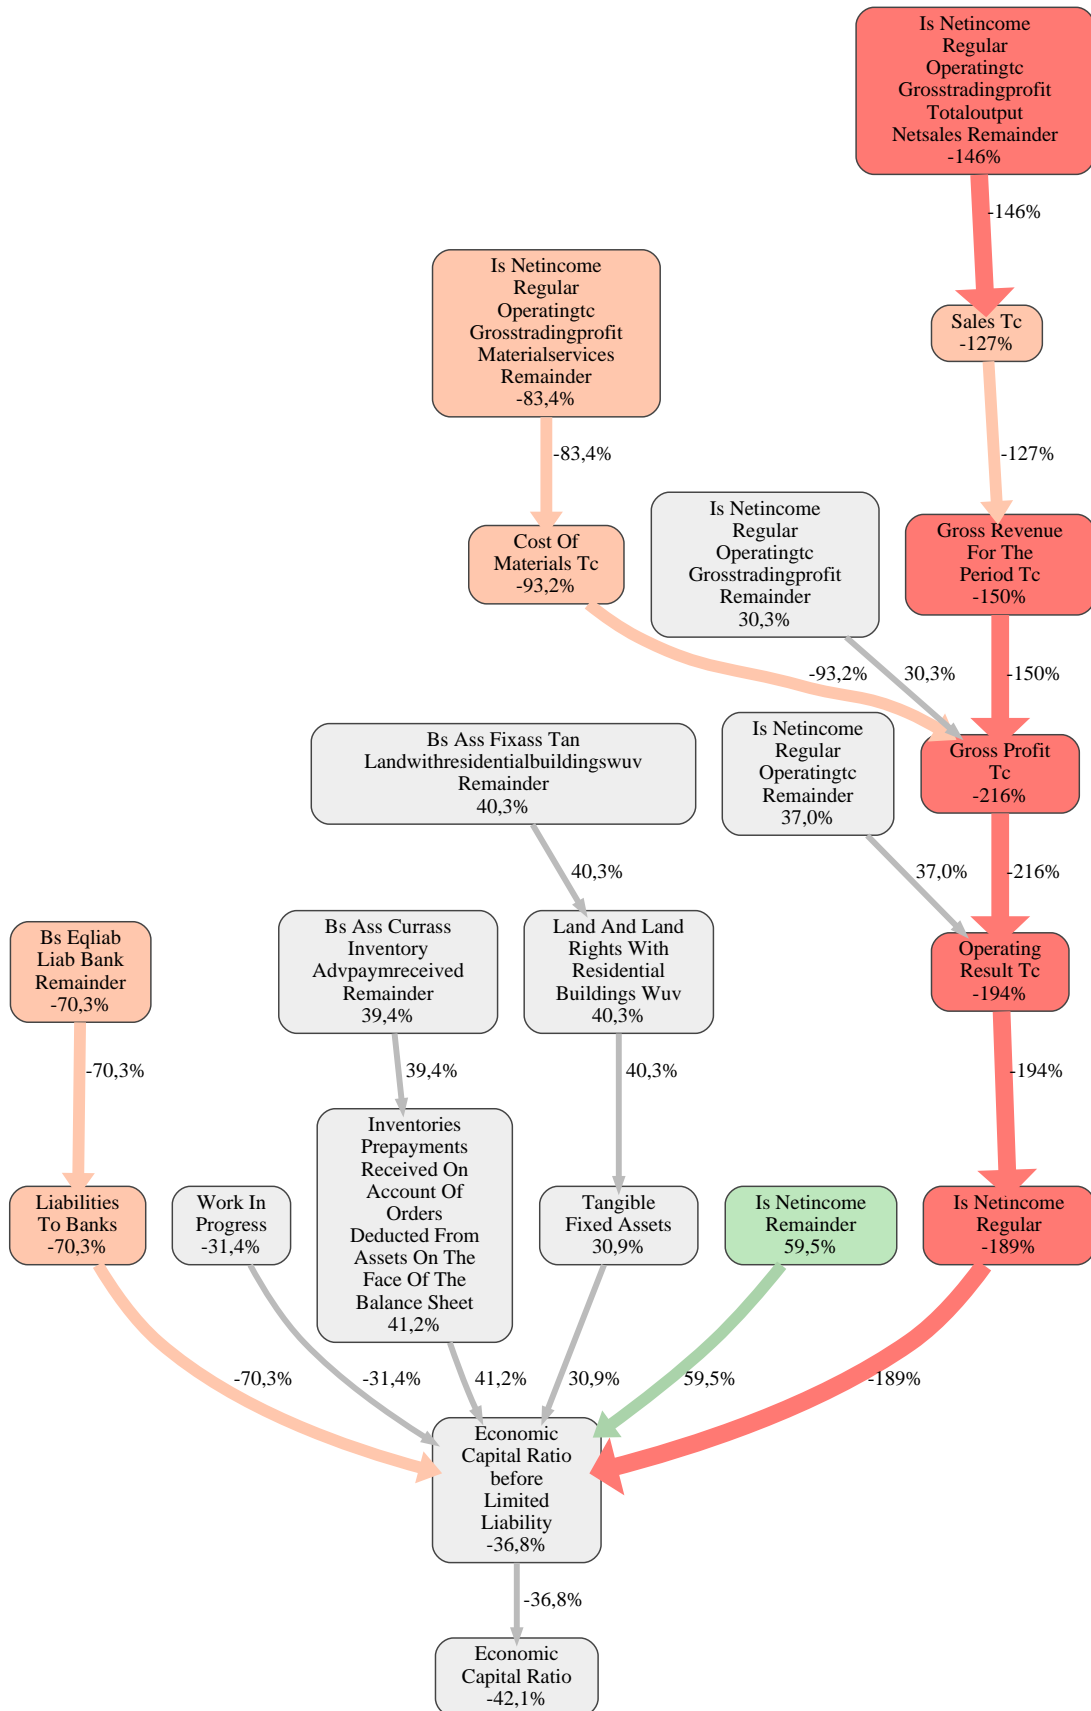 Is Netincome
Regular
Operatingtc
Grosstradingprofit
Totaloutput
Netsales Remainder
-146%
-146%
Is Netincome
Regular
Operatingtc
Grosstradingprofit
Materialservices
Remainder
-83,4%
Sales Tc
-127%
-83,4%
-127%
Is Netincome
Regular
Operatingtc
Grosstradingprofit
Remainder
30,3%
Gross Revenue
For The
Period Tc
-150%
Cost Of
Materials Tc
-93,2%
-93,2%
30,3%
-150%
Bs Ass Fixass Tan
Landwithresidentialbuildingswuv
Remainder
40,3%
Is Netincome
Regular
Operatingtc
Remainder
37,0%
Gross Profit
Tc
-216%
40,3%
37,0%
-216%
Bs Eqliab
Liab Bank
Remainder
-70,3%
Bs Ass Currass
Inventory
Advpaymreceived
Remainder
39,4%
Land And Land
Rights With
Residential
Buildings Wuv
40,3%
Operating
Result Tc
-194%
-70,3%
39,4%
40,3%
-194%
Liabilities
To Banks
-70,3%
Work In
Progress
-31,4%
Inventories
Prepayments
Received On
Account Of
Orders
Deducted From
Assets On The
Face Of The
Balance Sheet
41,2%
Tangible
Fixed Assets
30,9%
Is Netincome
Remainder
59,5%
Is Netincome
Regular
-189%
-70,3%
-31,4%
41,2%
30,9%
59,5%
-189%
Economic
Capital Ratio
before
Limited
Liability
-36,8%
-36,8%
Economic
Capital Ratio
-42,1%